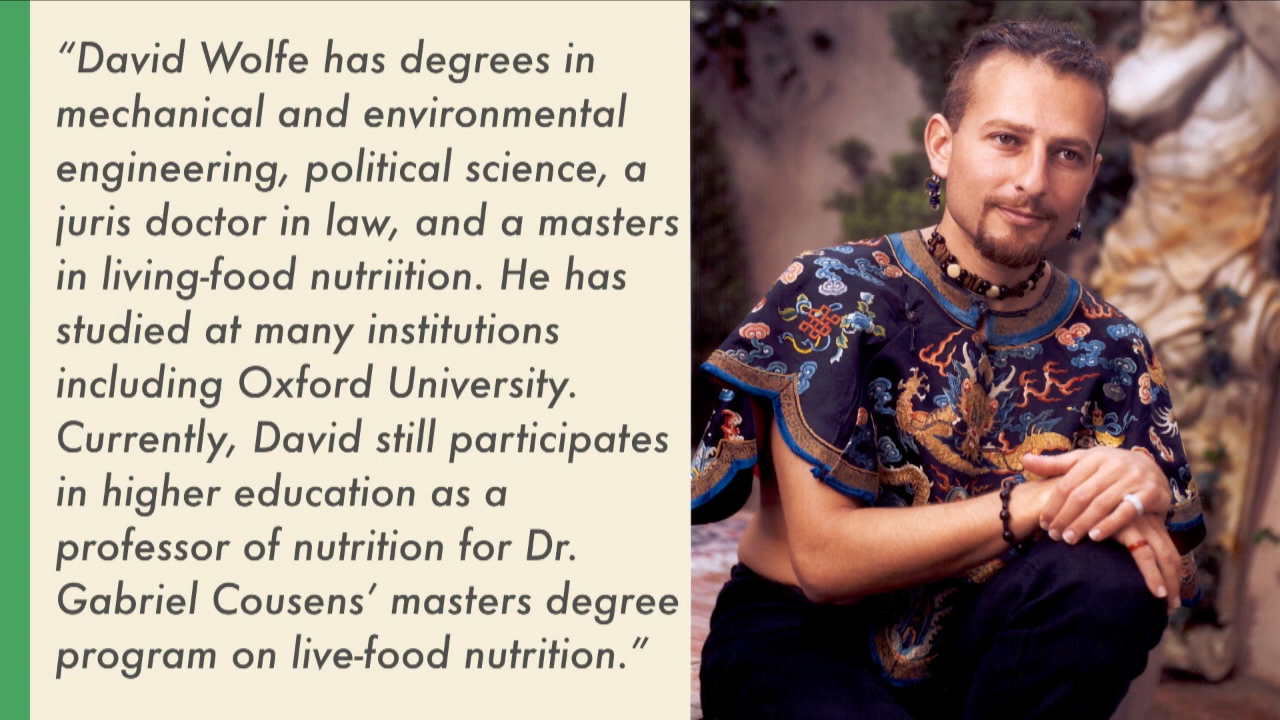 “David Wolfe has degrees in
mechanical and environmental
engineering, political science, a
juris doctor in law, and a masters
in living-food nutriition. He has
studied at many institutions
including Oxford University.
Currently, David still participates
in higher education as a
professor of nutrition for Dr.
Gabriel Cousens’ masters degree
program on live-food nutrition.”